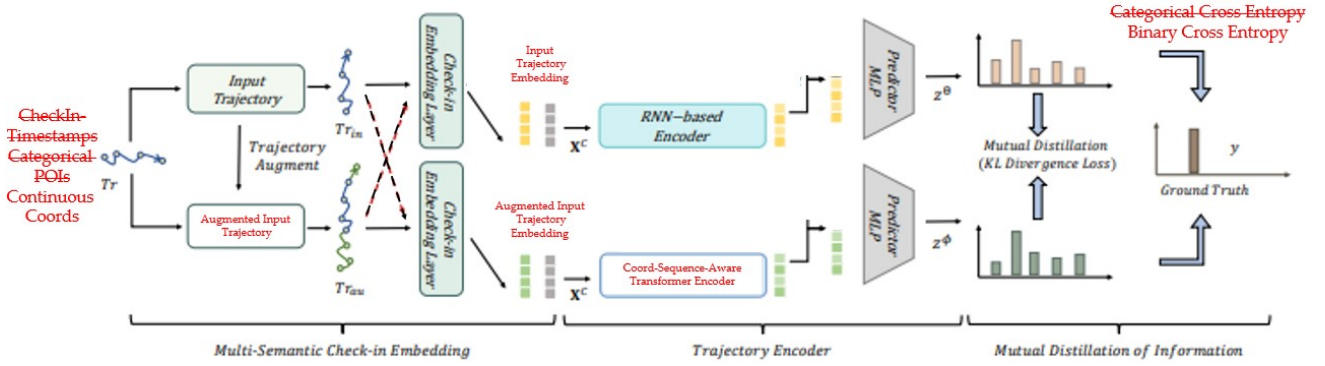 Categorical Cross Entropy
Binary Cross Entropy
CheckIn-
Timestamps
Categorical
POIs
Continuous
Coords
Tr
Input
Trajectory
Trajectory
Augment
Augmented Input
Trajectory
Tr_in
Tr_au
Check-in
Embedding Layer
Check-in
Embedding Layer
Input
Trajectory
Embedding
X^C
Augmented Input
Trajectory
Embedding
X^C
RNN−based
Encoder
Coord-Sequence-Aware
Transformer Encoder
Predictor
MLP
z^θ
Predictor
MLP
z^ϕ
Mutual Distillation
(KL Divergence Loss)
y
Ground Truth
Multi-Semantic Check-in Embedding
Trajectory Encoder
Mutual Distillation of Information